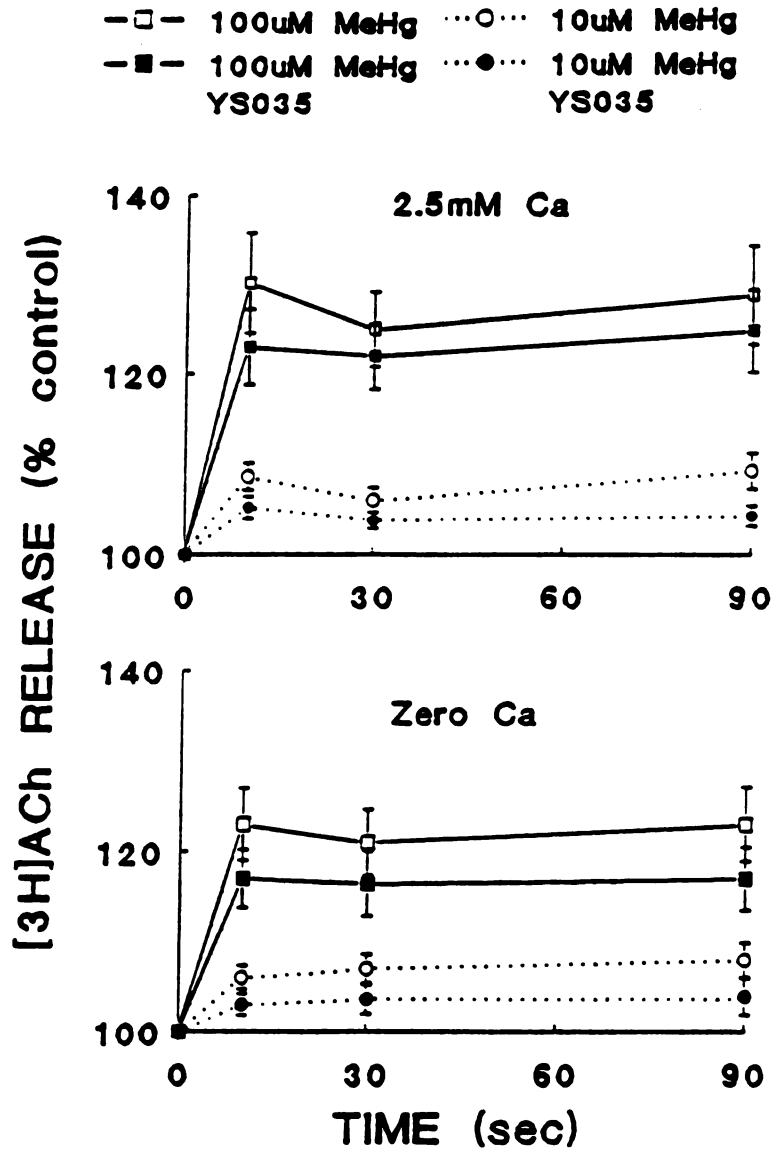 100uM MeHg 10uM MeHg
100uM MeHg 10uM MeHg
YS035 YS035
[3H]ACh RELEASE (% control)
2.5mM Ca
140
120
100
0 30 60 90
Zero Ca
140
120
100
0 30 60 90
TIME (sec)